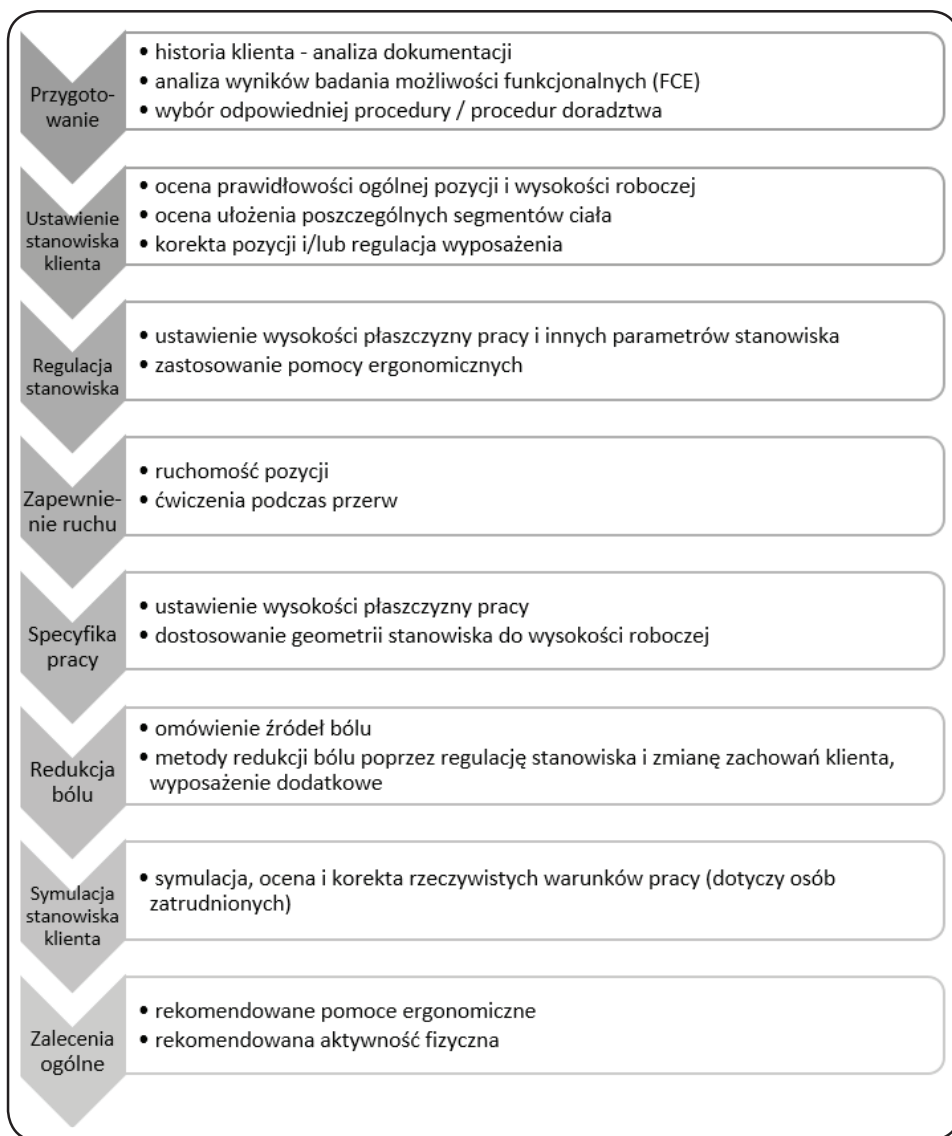 Przygoto-
wanie
• historia klienta - analiza dokumentacji
• analiza wyników badania możliwości funkcjonalnych (FCE)
• wybór odpowiedniej procedury / procedur doradztwa
Ustawienie
stanowiska
klienta
• ocena prawidłowości ogólnej pozycji i wysokości roboczej
• ocena ułożenia poszczególnych segmentów ciała
• korekta pozycji i/lub regulacja wyposażenia
Regulacja
stanowiska
• ustawienie wysokości płaszczyzny pracy i innych parametrów stanowiska
• zastosowanie pomocy ergonomicznych
Zapewnie-
nie ruchu
• ruchomość pozycji
• ćwiczenia podczas przerw
Specyfika
pracy
• ustawienie wysokości płaszczyzny pracy
• dostosowanie geometrii stanowiska do wysokości roboczej
Redukcja
bólu
• omówienie źródeł bólu
• metody redukcji bólu poprzez regulację stanowiska i zmianę zachowań klienta,
wyposażenie dodatkowe
Symulacja
stanowiska
klienta
• symulacja, ocena i korekta rzeczywistych warunków pracy (dotyczy osób
zatrudnionych)
Zalecenia
ogólne
• rekomendowane pomoce ergonomiczne
• rekomendowana aktywność fizyczna